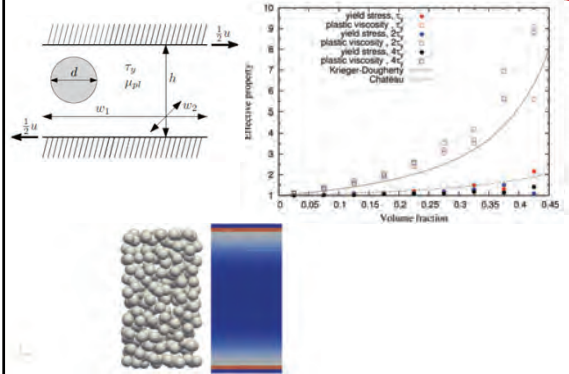 ½u
d
τy
μpl
h
w1
w2
½u
Effective property
10
9
8
7
6
5
4
3
2
1
yield stress, τy
plastic viscosity, τy
yield stress, 2τy
plastic viscosity, 2τy
yield stress, 4τy
plastic viscosity, 4τy
Krieger-Dougherty
Chateau
0
0.05
0.1
0.15
0.2
0.25
0.3
0.35
0.4
0.45
Volume fraction